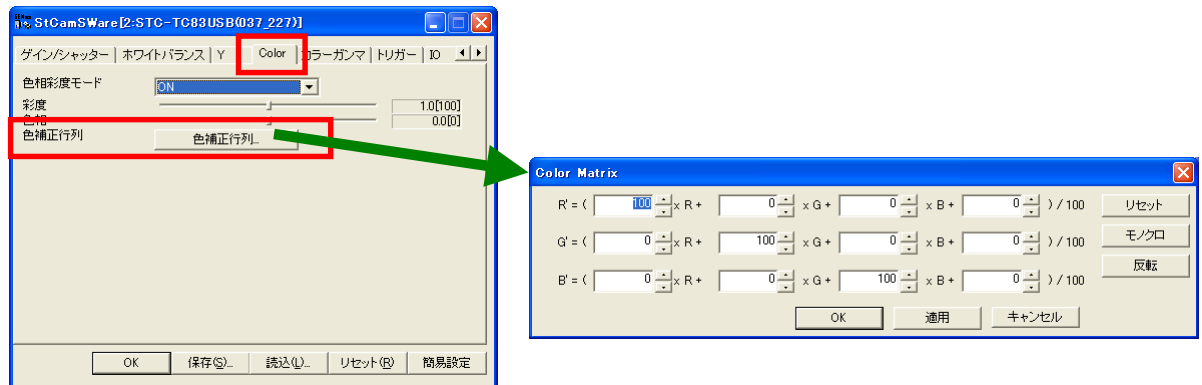 StCamSWare[2:STC-TC83USB(037_227)]
ゲイン/シャッター ホワイトバランス Y Color カラーガンマ トリガー IO
色相彩度モード ON
彩度 1.0[100]
色相 0.0[0]
色補正行列 色補正行列...
OK 保存(S)... 読込(L)... リセット(R) 簡易設定
Color Matrix
R' = ( 100 x R + 0 x G + 0 x B + 0 ) / 100 リセット
G' = ( 0 x R + 100 x G + 0 x B + 0 ) / 100 モノクロ
反転
B' = ( 0 x R + 0 x G + 100 x B + 0 ) / 100
OK 適用 キャンセル